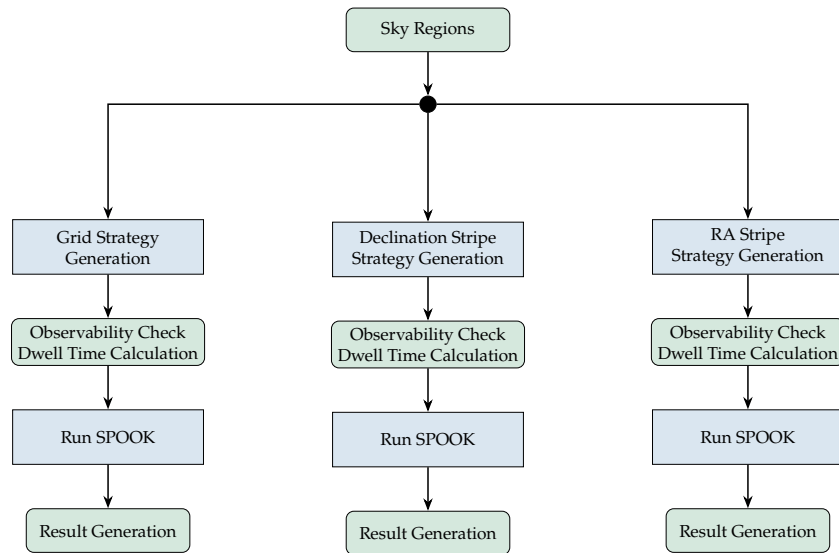 Sky Regions
Grid Strategy
Generation
Declination Stripe
Strategy Generation
RA Stripe
Strategy Generation
Observability Check
Dwell Time Calculation
Observability Check
Dwell Time Calculation
Observability Check
Dwell Time Calculation
Run SPOOK
Run SPOOK
Run SPOOK
Result Generation
Result Generation
Result Generation